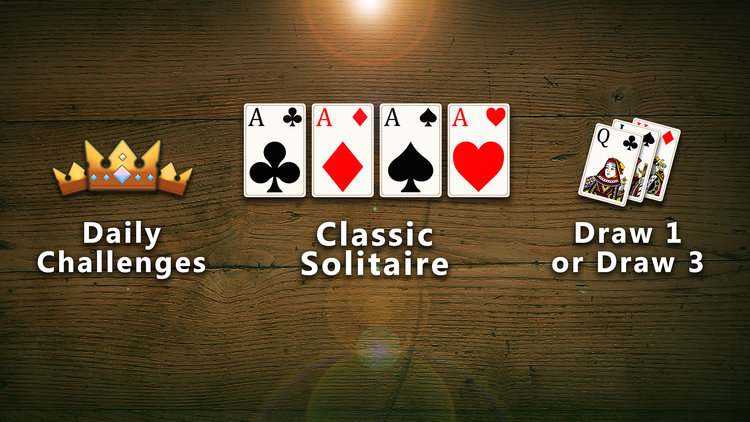 A
A
A
A
Q
J
Daily
Challenges
Classic
Solitaire
Draw 1
or Draw 3